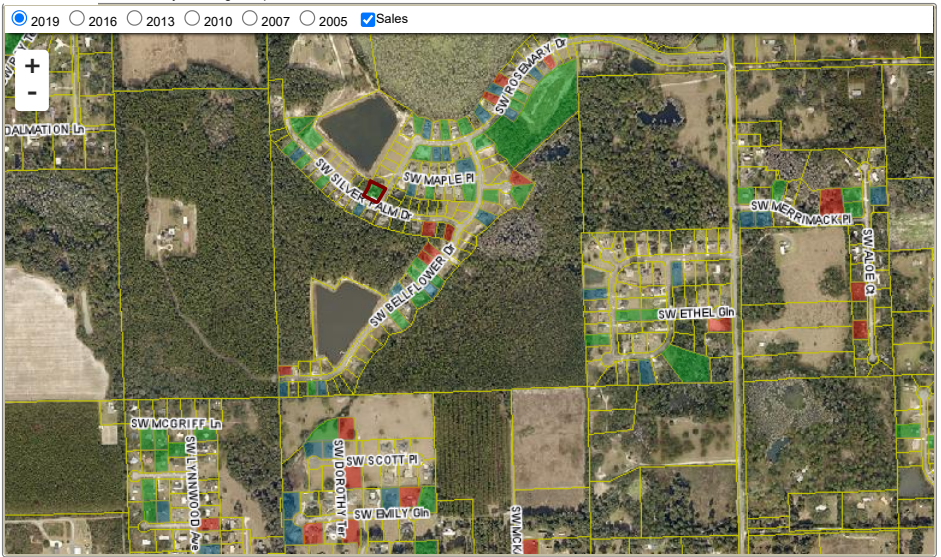 2019 2016 2013 2010 2007 2005 Sales
+
-
DALMATION Ln
SW ROSEMARY Dr
SW MAPLE Pl
SW SILVER PALM Dr
SW MERRIMACK Pl
SW ALOE Ct
SW BELLFLOWER Dr
SW ETHEL Gln
SW MCGRIFF Ln
SW LYNNWOOD Ave
SW DOROTHY Ter
SW SCOTT Pl
SW EMILY Gln